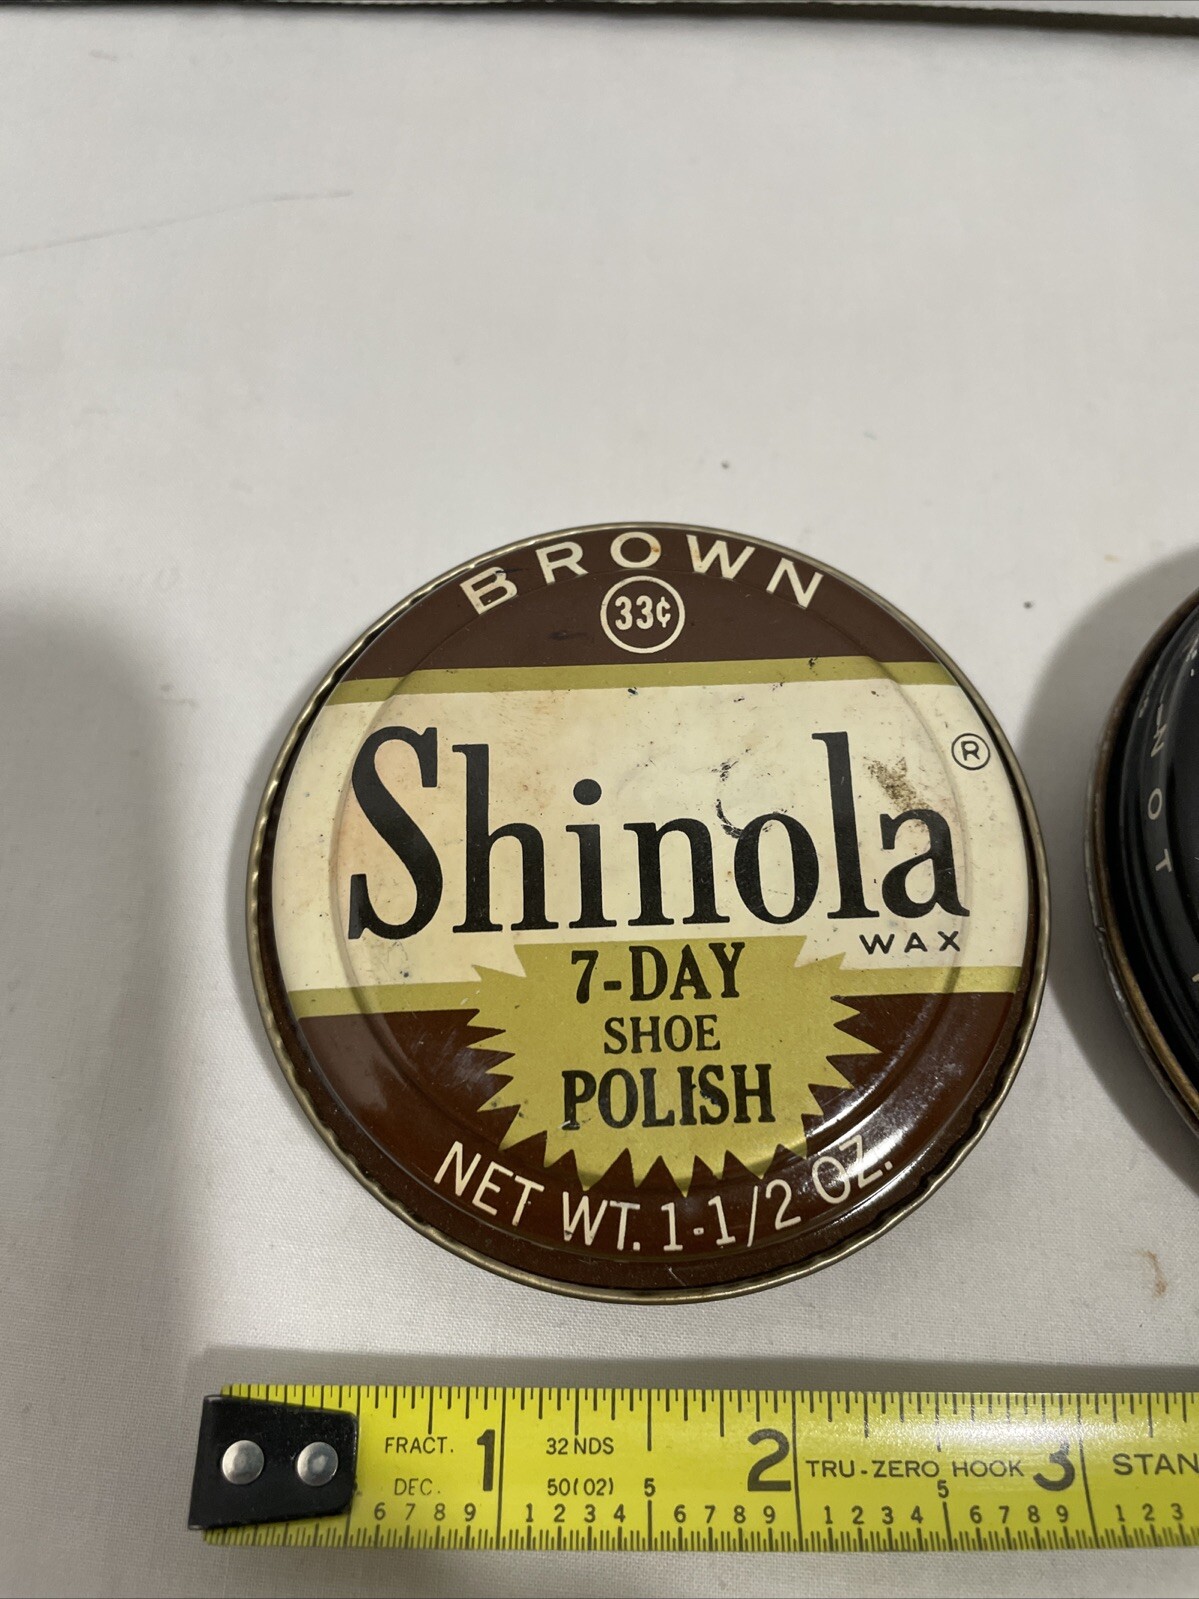 BROWN
33¢
Shinola®
WAX
7-DAY
SHOE
POLISH
NET WT. 1-1/2 OZ.
FRACT. 1 32 NDS 2 TRU-ZERO HOOK 3 STAN
DEC. 50(02) 5 5
6 7 8 9 1 2 3 4 6 7 8 9 1 2 3 4 6 7 8 9 1 2 3